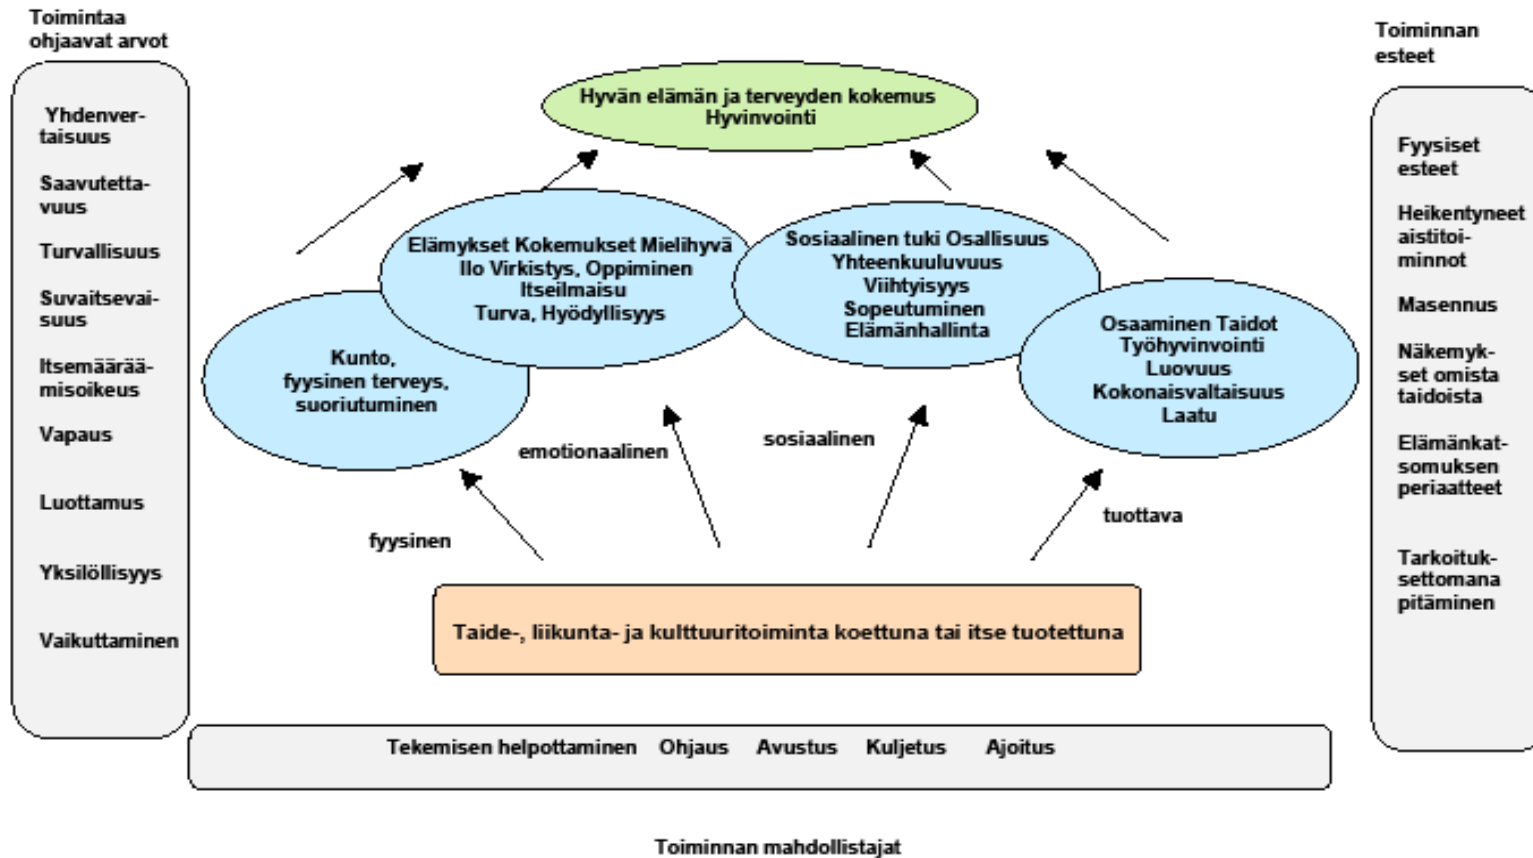 Toimintaa
ohjaavat arvot
Yhdenver-
taisuus
Saavutetta-
vuus
Turvallisuus
Suvaitsevai-
suus
Itsemäärää-
misoikeus
Vapaus
Luottamus
Yksilöllisyys
Vaikuttaminen
Hyvän elämän ja terveyden kokemus
Hyvinvointi
Elämykset Kokemukset Mielihyvä
Ilo Virkistys, Oppiminen
Itseilmaisu
Turva, Hyödyllisyys
Sosiaalinen tuki Osallisuus
Yhteenkuuluvuus
Viihtyisyys
Sopeutuminen
Elämänhallinta
Kunto,
fyysinen terveys,
suoriutuminen
Osaaminen Taidot
Työhyvinvointi
Luovuus
Kokonaisvaltaisuus
Laatu
emotionaalinen
sosiaalinen
fyysinen
tuottava
Taide-, liikunta- ja kulttuuritoiminta koettuna tai itse tuotettuna
Tekemisen helpottaminen Ohjaus Avustus Kuljetus Ajoitus
Toiminnan mahdollistajat
Toiminnan
esteet
Fyysiset
esteet
Heikentyneet
aistitoi-
minnot
Masennus
Näkemyk-
set omista
taidoista
Elämänkat-
somuksen
periaatteet
Tarkoituk-
settomana
pitäminen